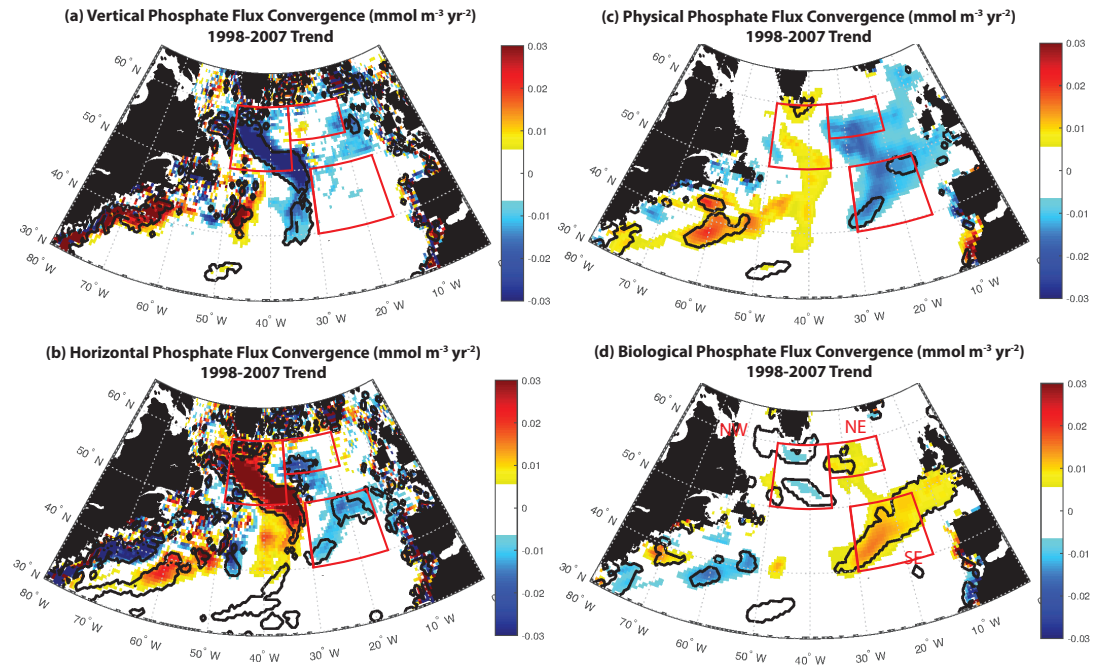 (a) Vertical Phosphate Flux Convergence (mmol m⁻³ yr⁻²)
1998-2007 Trend
60° N
50° N
40° N
30° N
80° W
70° W
60° W
50° W
40° W
30° W
20° W
10° W
0.03
0.02
0.01
0
-0.01
-0.02
-0.03
(c) Physical Phosphate Flux Convergence (mmol m⁻³ yr⁻²)
1998-2007 Trend
60° N
50° N
40° N
30° N
80° W
70° W
60° W
50° W
40° W
30° W
20° W
10° W
0.03
0.02
0.01
0
-0.01
-0.02
-0.03
(b) Horizontal Phosphate Flux Convergence (mmol m⁻³ yr⁻²)
1998-2007 Trend
60° N
50° N
40° N
30° N
80° W
70° W
60° W
50° W
40° W
30° W
20° W
10° W
0.03
0.02
0.01
0
-0.01
-0.02
-0.03
(d) Biological Phosphate Flux Convergence (mmol m⁻³ yr⁻²)
1998-2007 Trend
NW
NE
SE
60° N
50° N
40° N
30° N
80° W
70° W
60° W
50° W
40° W
30° W
20° W
10° W
0.03
0.02
0.01
0
-0.01
-0.02
-0.03